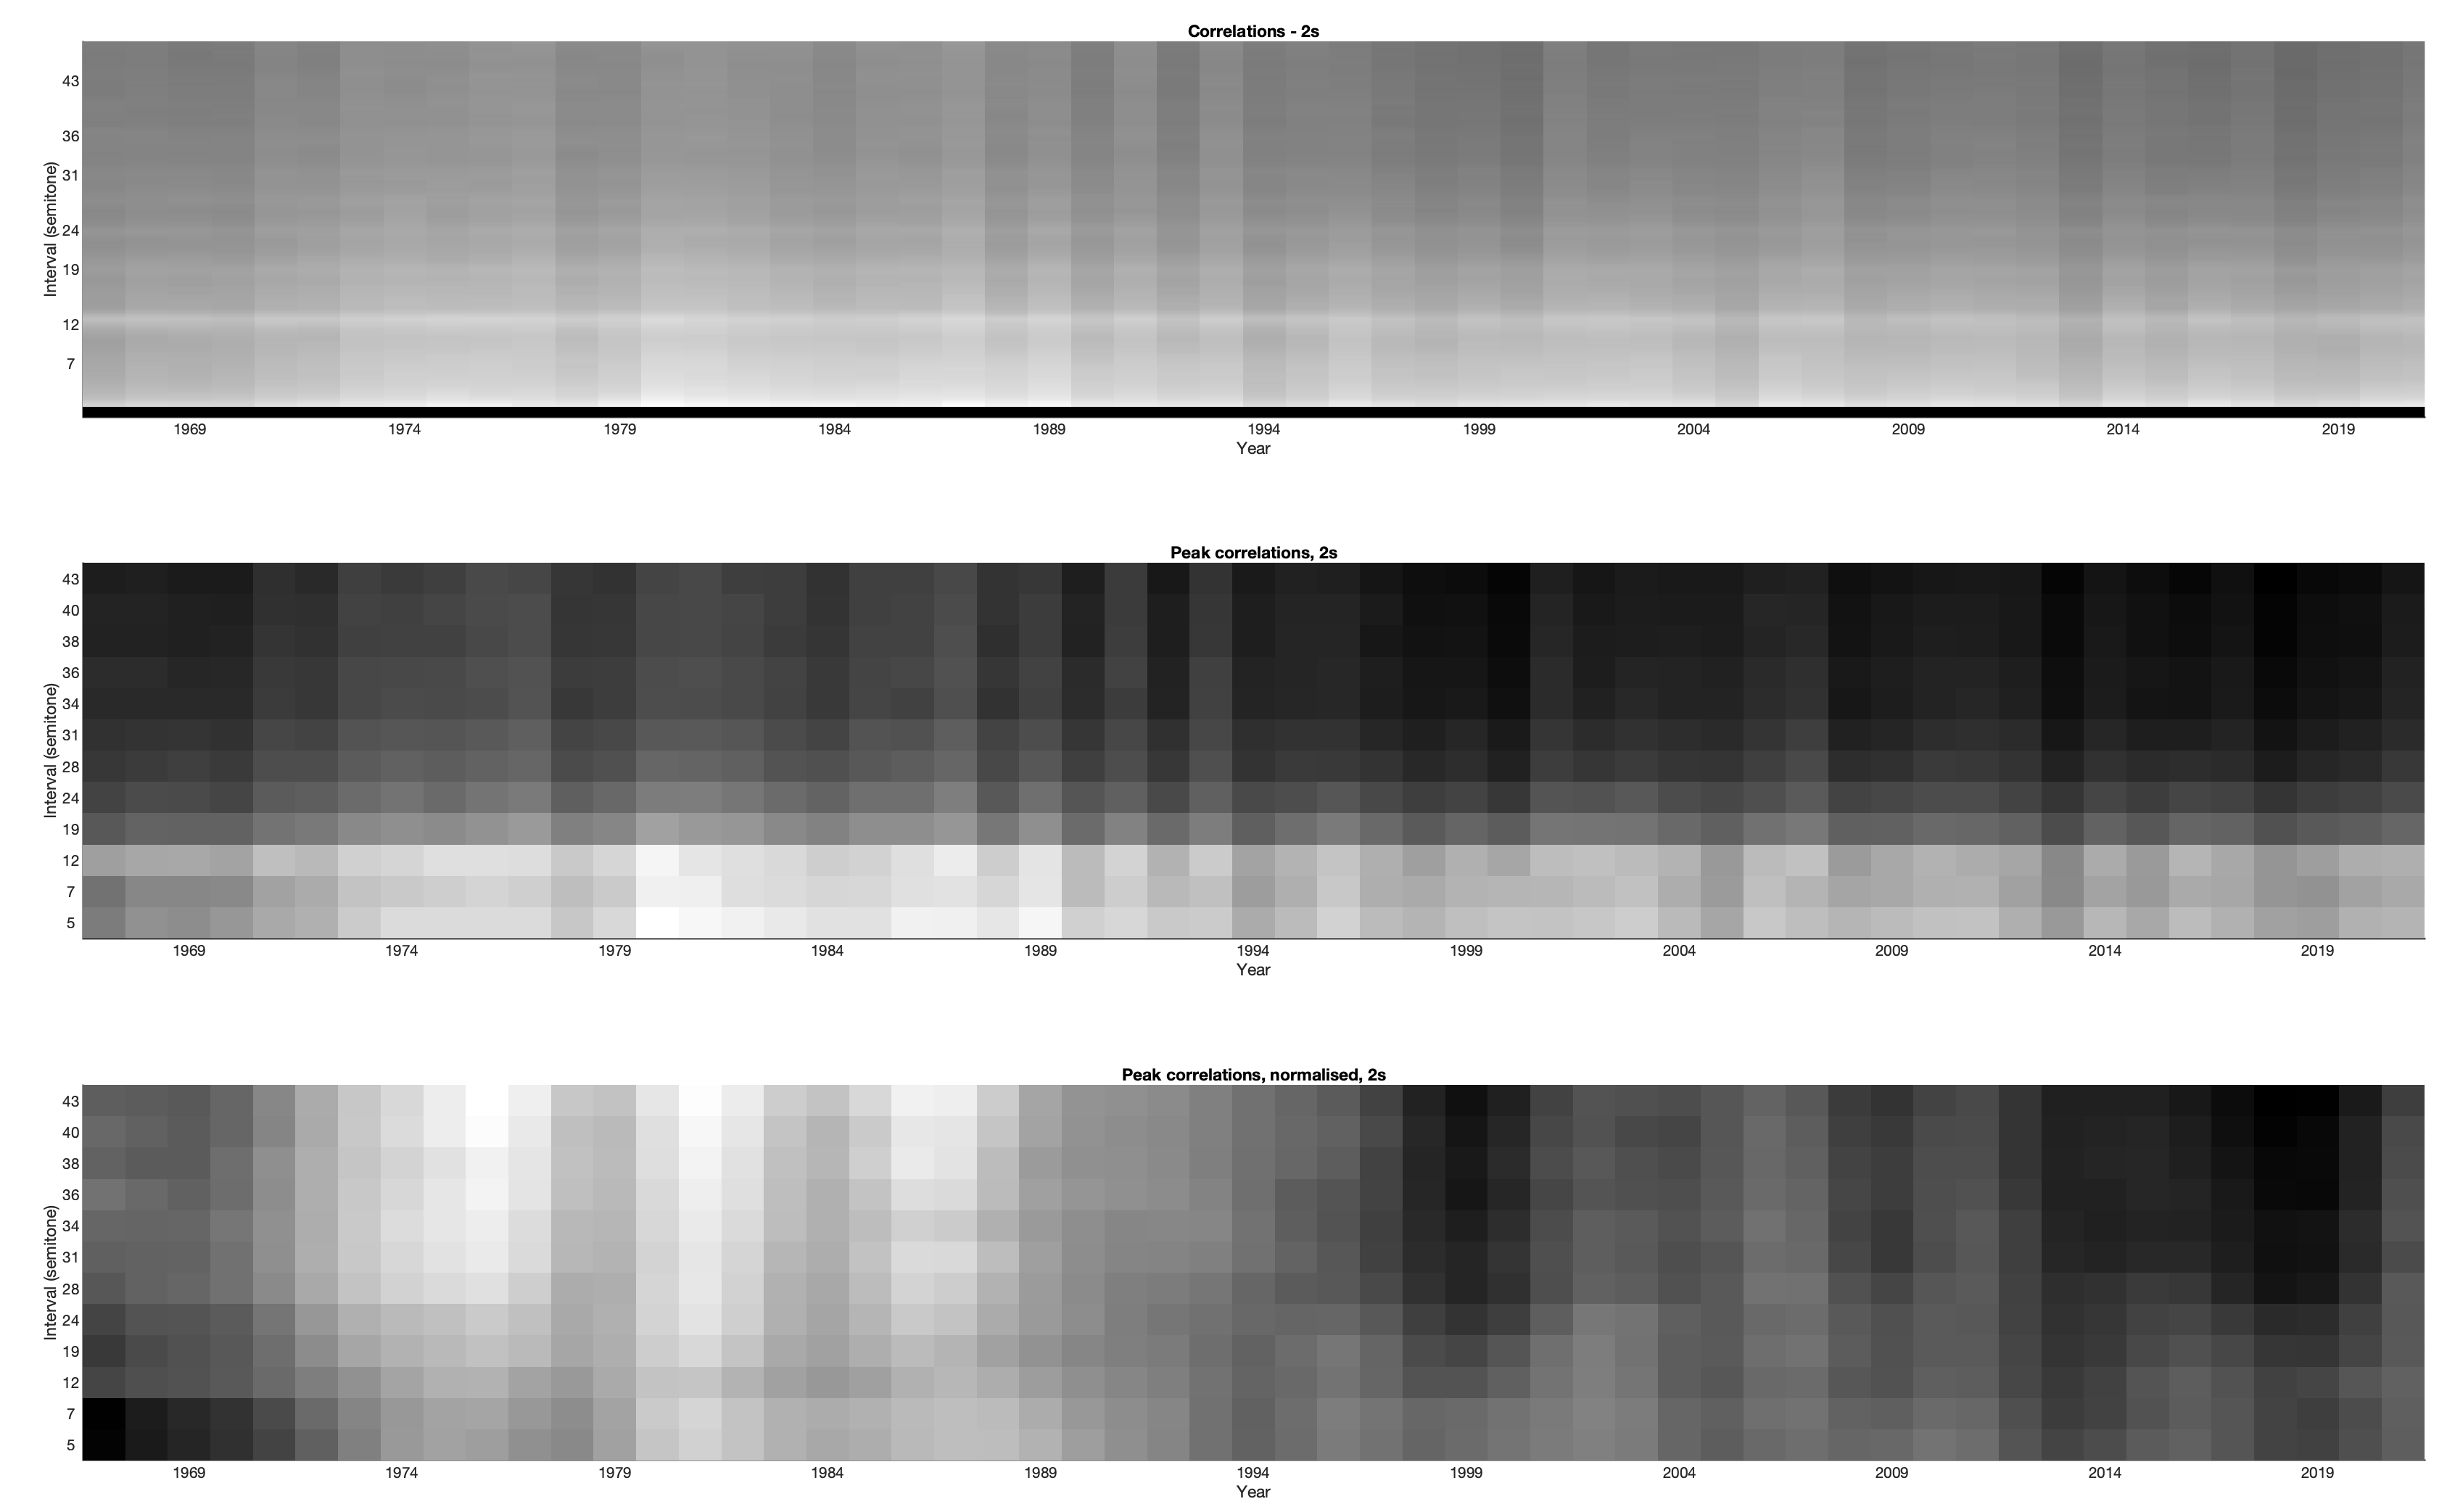 Correlations - 2s
43
36
31
24
19
12
7
Interval (semitone)
1969 1974 1979 1984 1989 1994 1999 2004 2009 2014 2019
Year
Peak correlations, 2s
43
40
38
36
34
31
28
24
19
12
7
5
Interval (semitone)
1969 1974 1979 1984 1989 1994 1999 2004 2009 2014 2019
Year
Peak correlations, normalised, 2s
43
40
38
36
34
31
28
24
19
12
7
5
Interval (semitone)
1969 1974 1979 1984 1989 1994 1999 2004 2009 2014 2019
Year